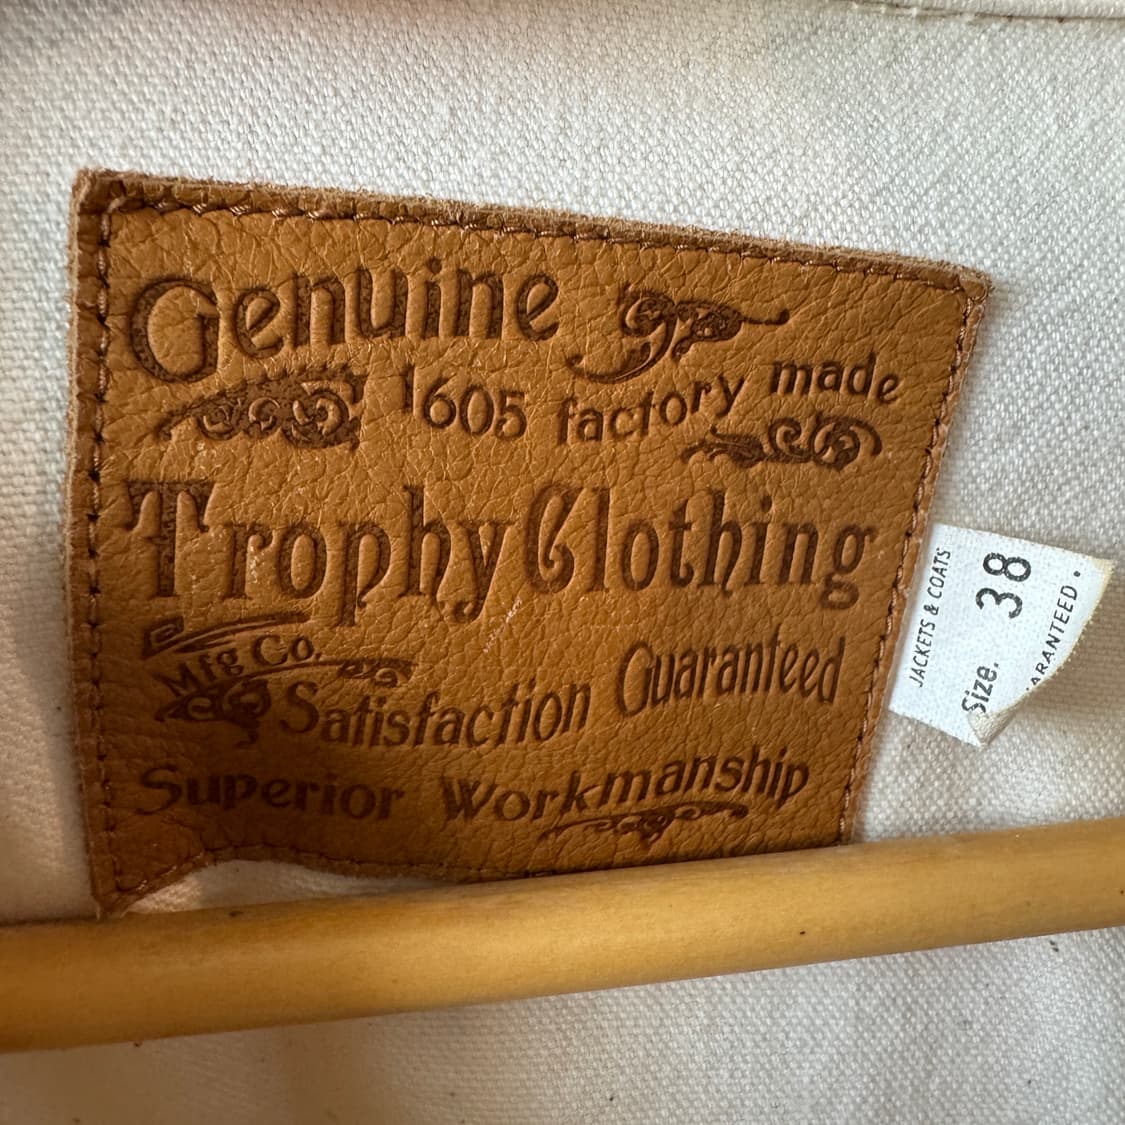 Genuine
1605 factory made
Trophy Clothing
Mfg Co.
Satisfaction Guaranteed
Superior Workmanship
JACKETS & COATS
Size. 38